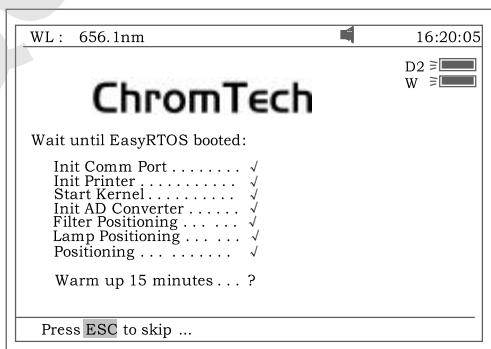 WL : 656.1nm 16:20:05
D2
W
ChromTech
Wait until EasyRTOS booted:
Init Comm Port . . . . . . . . √
Init Printer . . . . . . . . . . . √
Start Kernel . . . . . . . . . . √
Init AD Converter . . . . . . √
Filter Positioning . . . . . . √
Lamp Positioning . . . . . . √
Positioning . . . . . . . . . . . √
Warm up 15 minutes . . . ?
Press ESC to skip ...